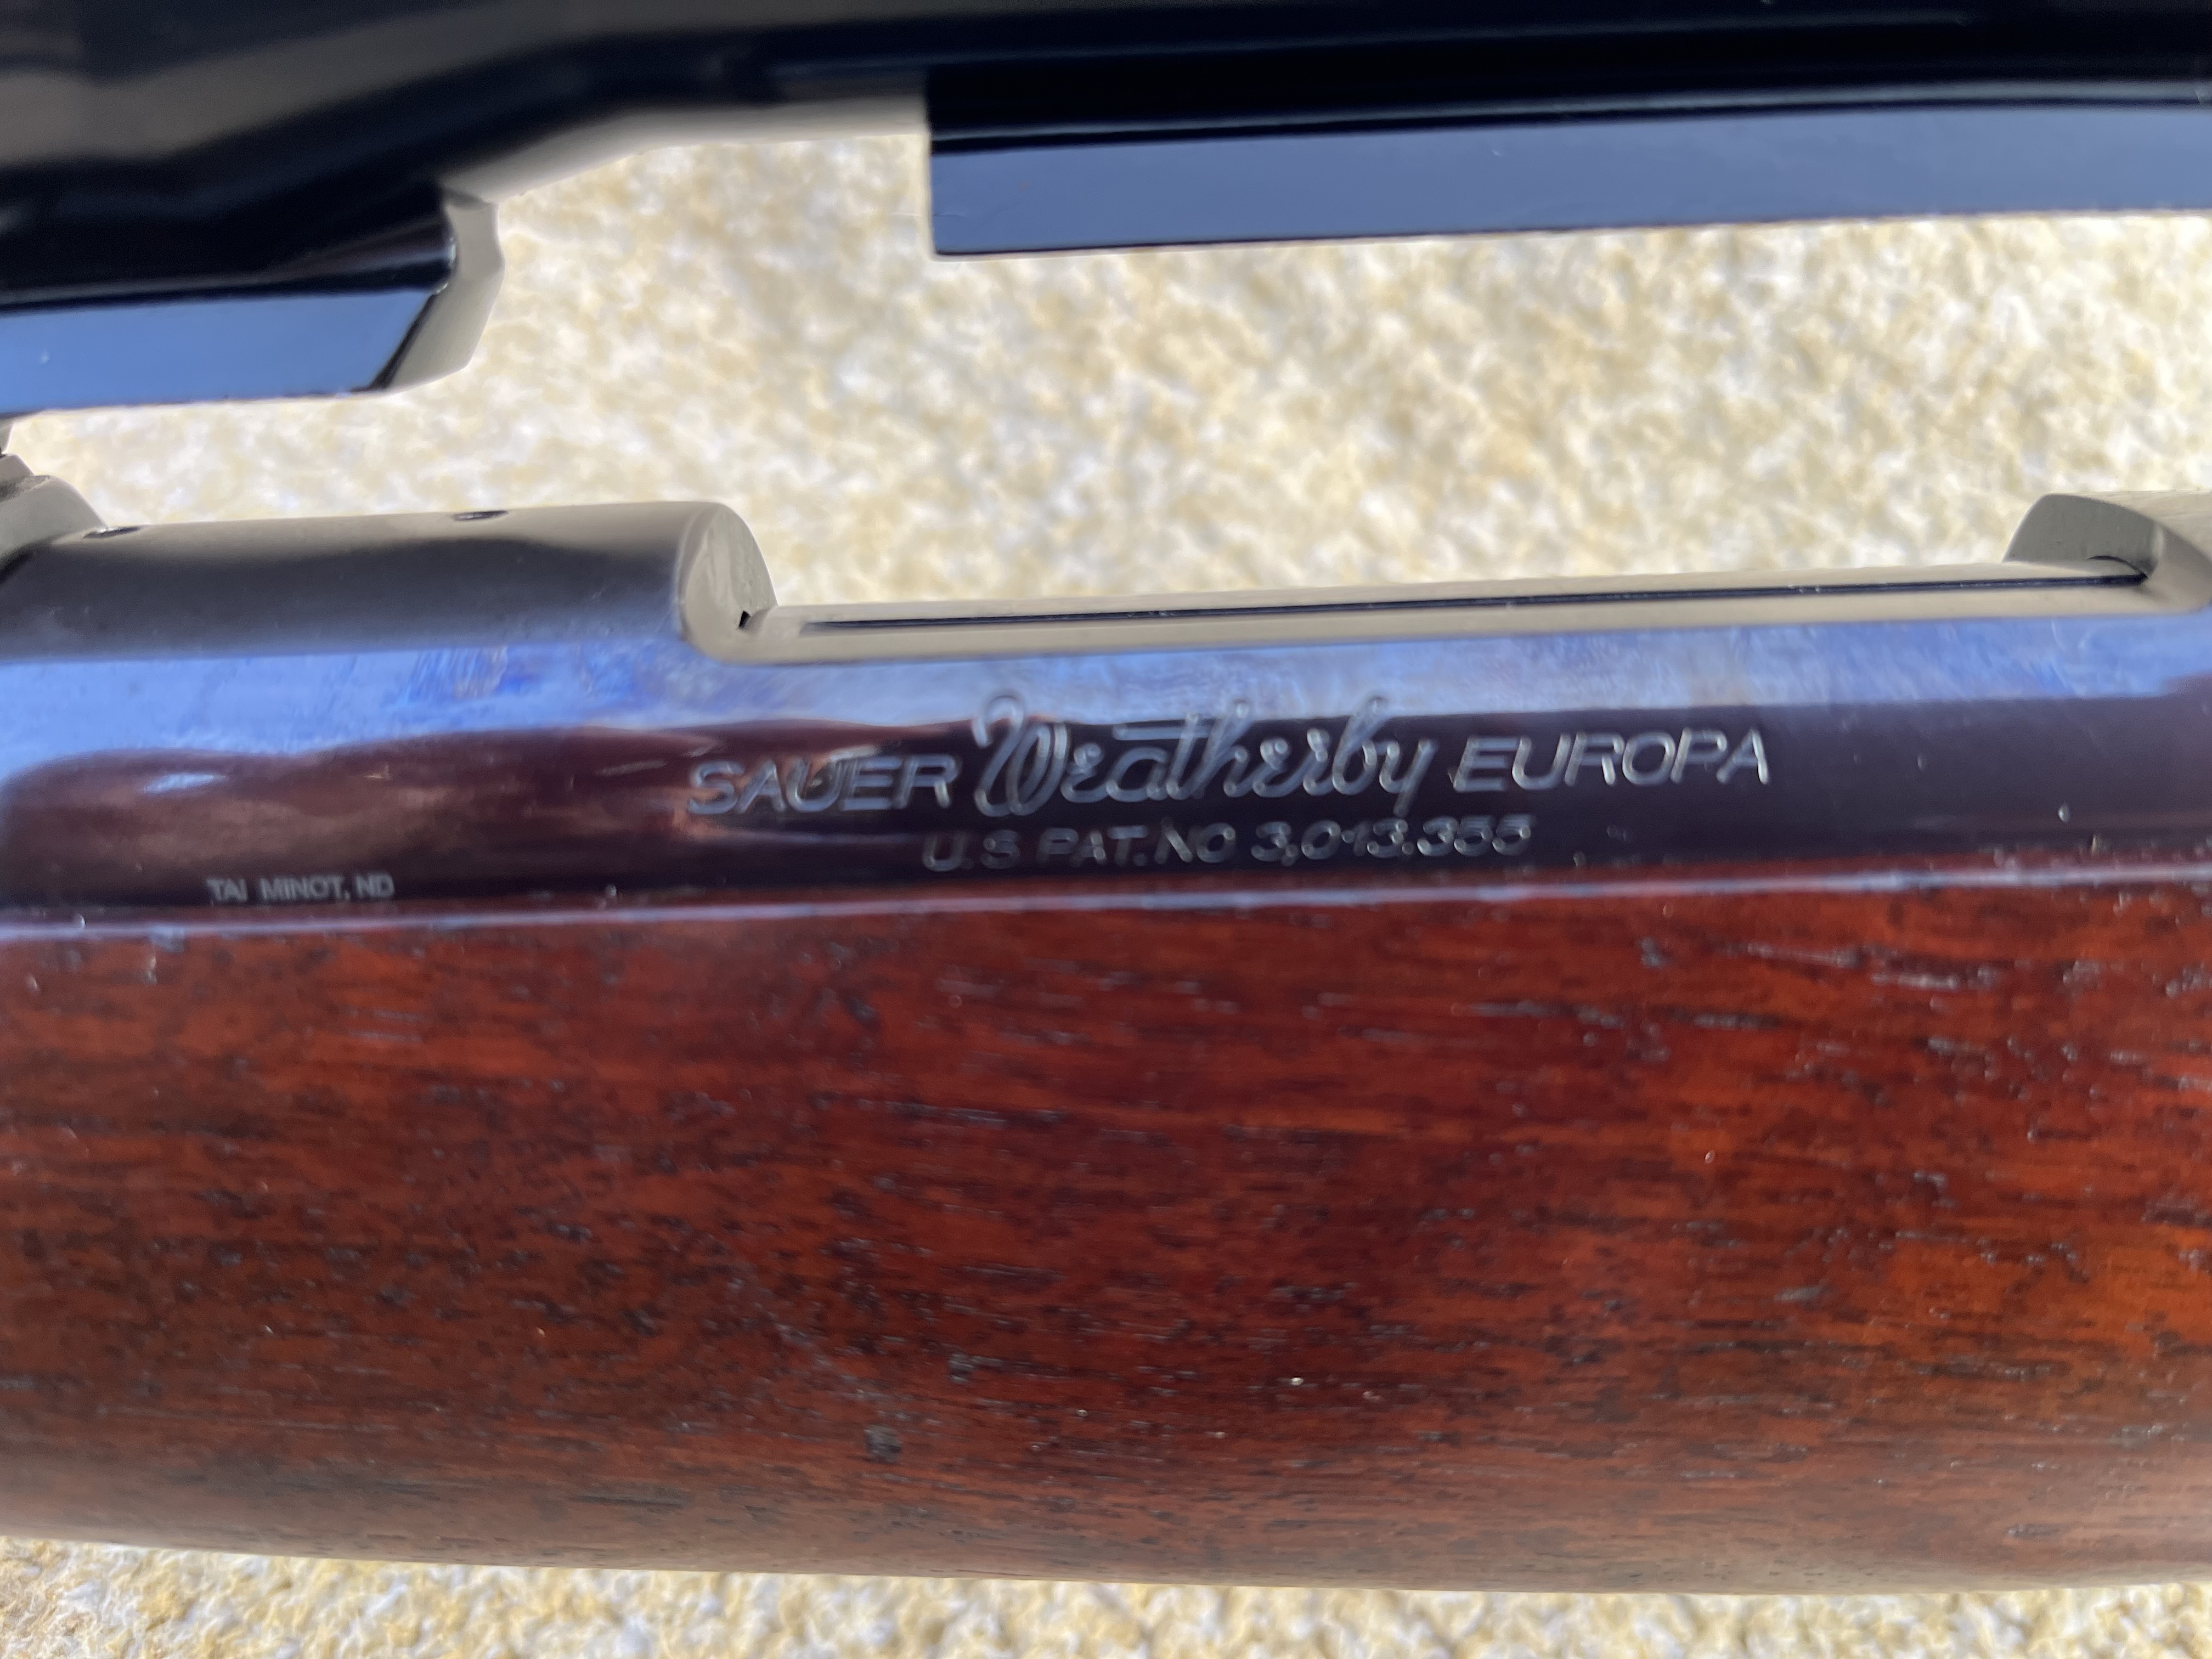 SAUER Weatherby EUROPA
U.S PAT. NO 3,013.355
TAI MINOT, ND